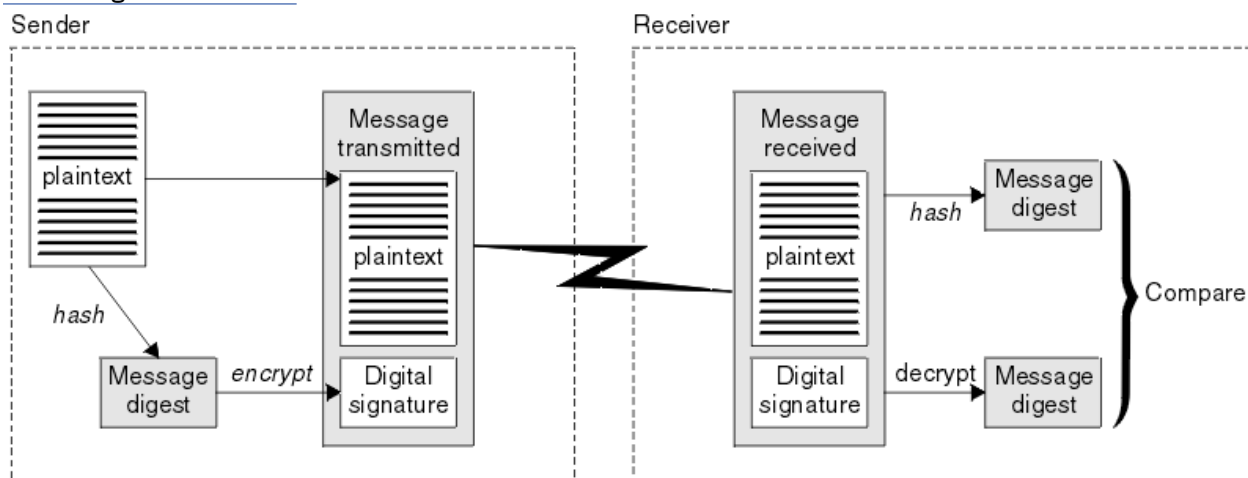 Sender
Receiver
plaintext
hash
Message
digest
encrypt
Message
transmitted
plaintext
Digital
signature
Message
received
plaintext
Digital
signature
hash
Message
digest
decrypt
Message
digest
Compare